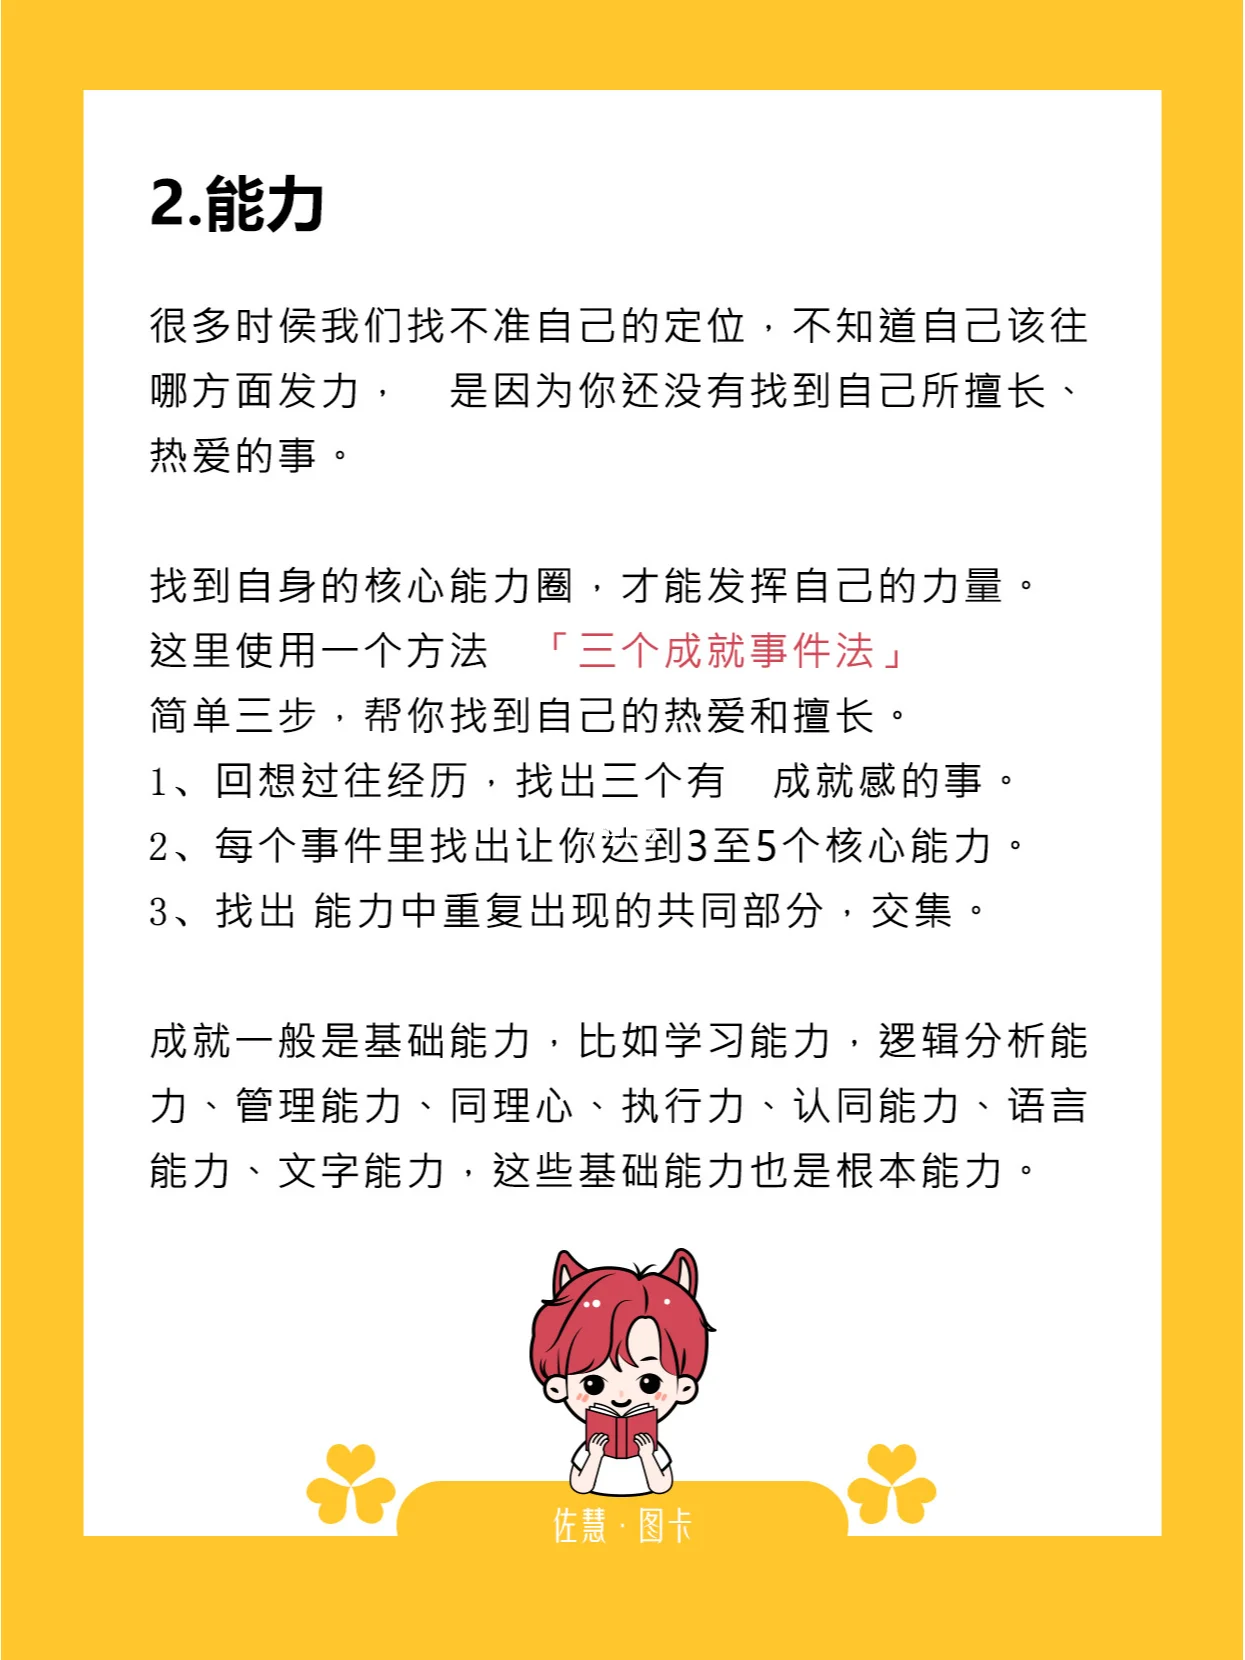 2.能力
很多时侯我们找不准自己的定位，不知道自己该往
哪方面发力， 是因为你还没有找到自己所擅长、
热爱的事。
找到自身的核心能力圈，才能发挥自己的力量。
这里使用一个方法 「三个成就事件法」
简单三步，帮你找到自己的热爱和擅长。
1、回想过往经历，找出三个有 成就感的事。
2、每个事件里找出让你达到3至5个核心能力。
3、找出 能力中重复出现的共同部分，交集。
成就一般是基础能力，比如学习能力，逻辑分析能
力、管理能力、同理心、执行力、认同能力、语言
能力、文字能力，这些基础能力也是根本能力。
佐慧·图卡